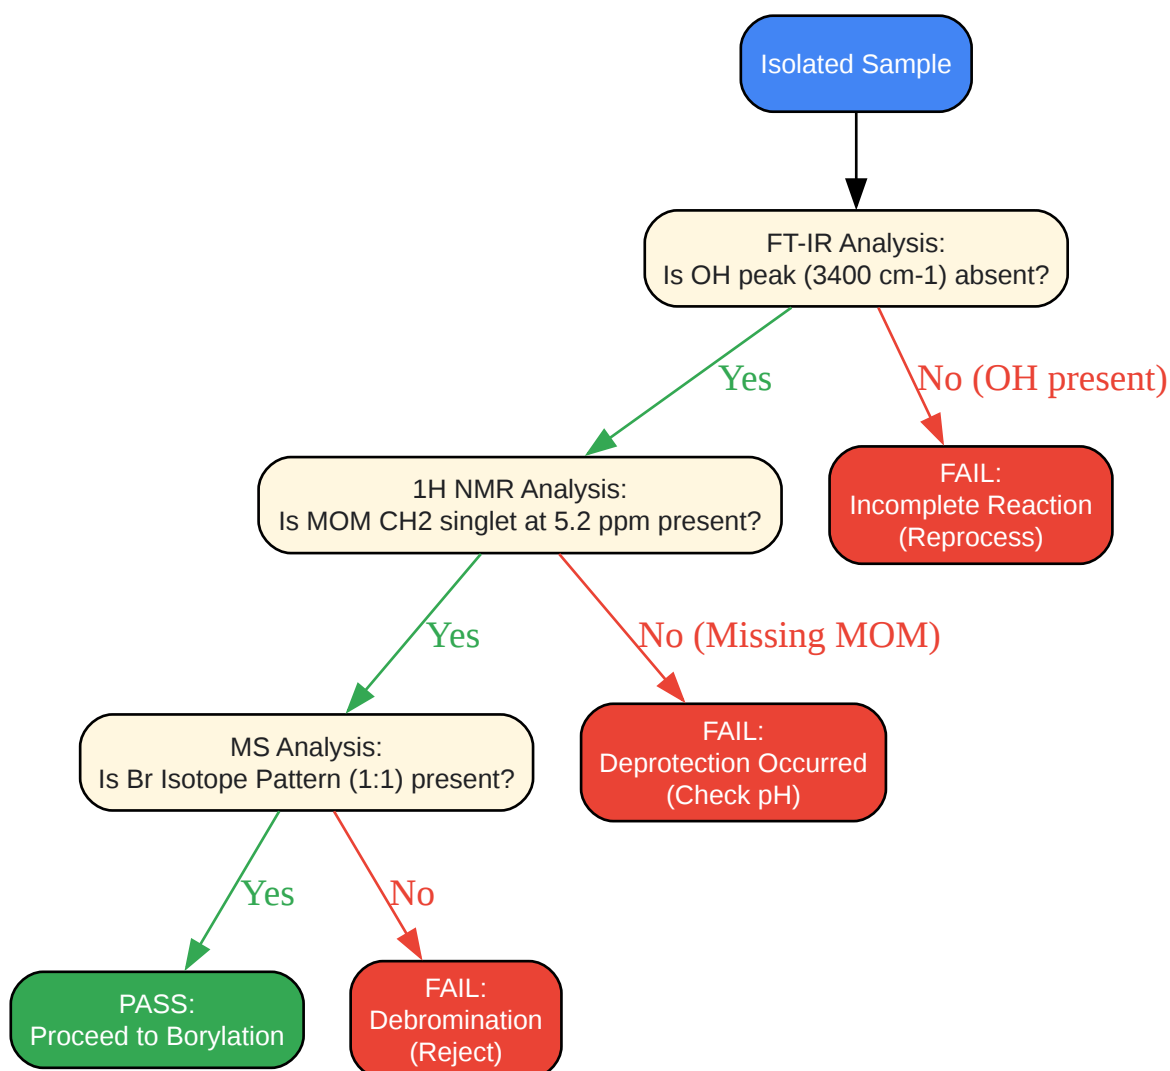 Isolated Sample
FT-IR Analysis:
Is OH peak (3400 cm-1) absent?
Yes
No (OH present)
1H NMR Analysis:
Is MOM CH2 singlet at 5.2 ppm present?
FAIL:
Incomplete Reaction
(Reprocess)
Yes
No (Missing MOM)
MS Analysis:
Is Br Isotope Pattern (1:1) present?
FAIL:
Deprotection Occurred
(Check pH)
Yes
No
PASS:
Proceed to Borylation
FAIL:
Debromination
(Reject)